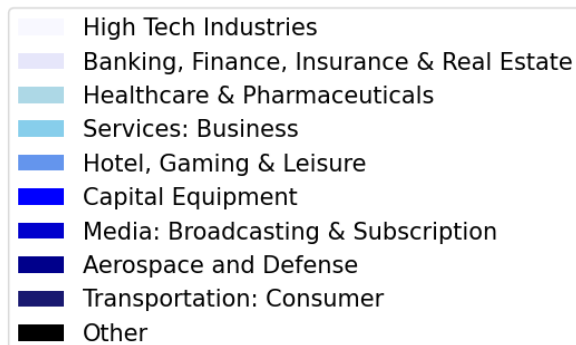 High Tech Industries
Banking, Finance, Insurance & Real Estate
Healthcare & Pharmaceuticals
Services: Business
Hotel, Gaming & Leisure
Capital Equipment
Media: Broadcasting & Subscription
Aerospace and Defense
Transportation: Consumer
Other